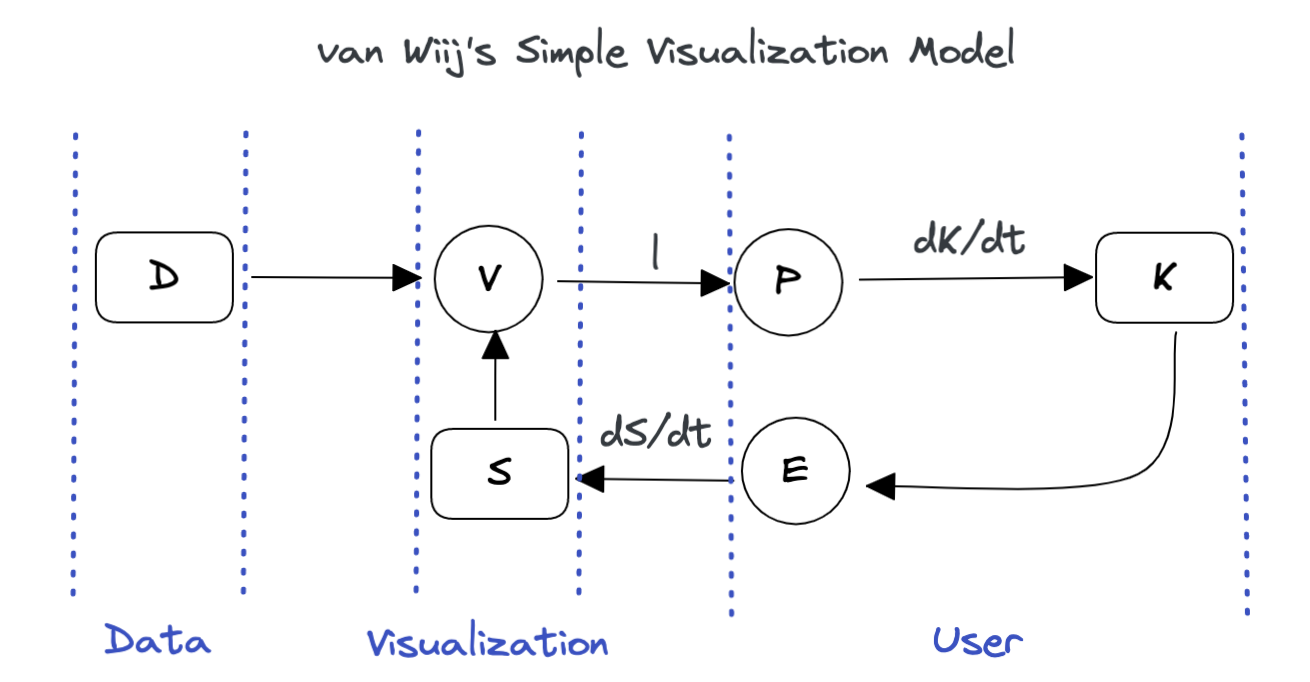 van Wiij's Simple Visualization Model
D
V
I
P
dK/dt
K
S
dS/dt
E
Data
Visualization
User